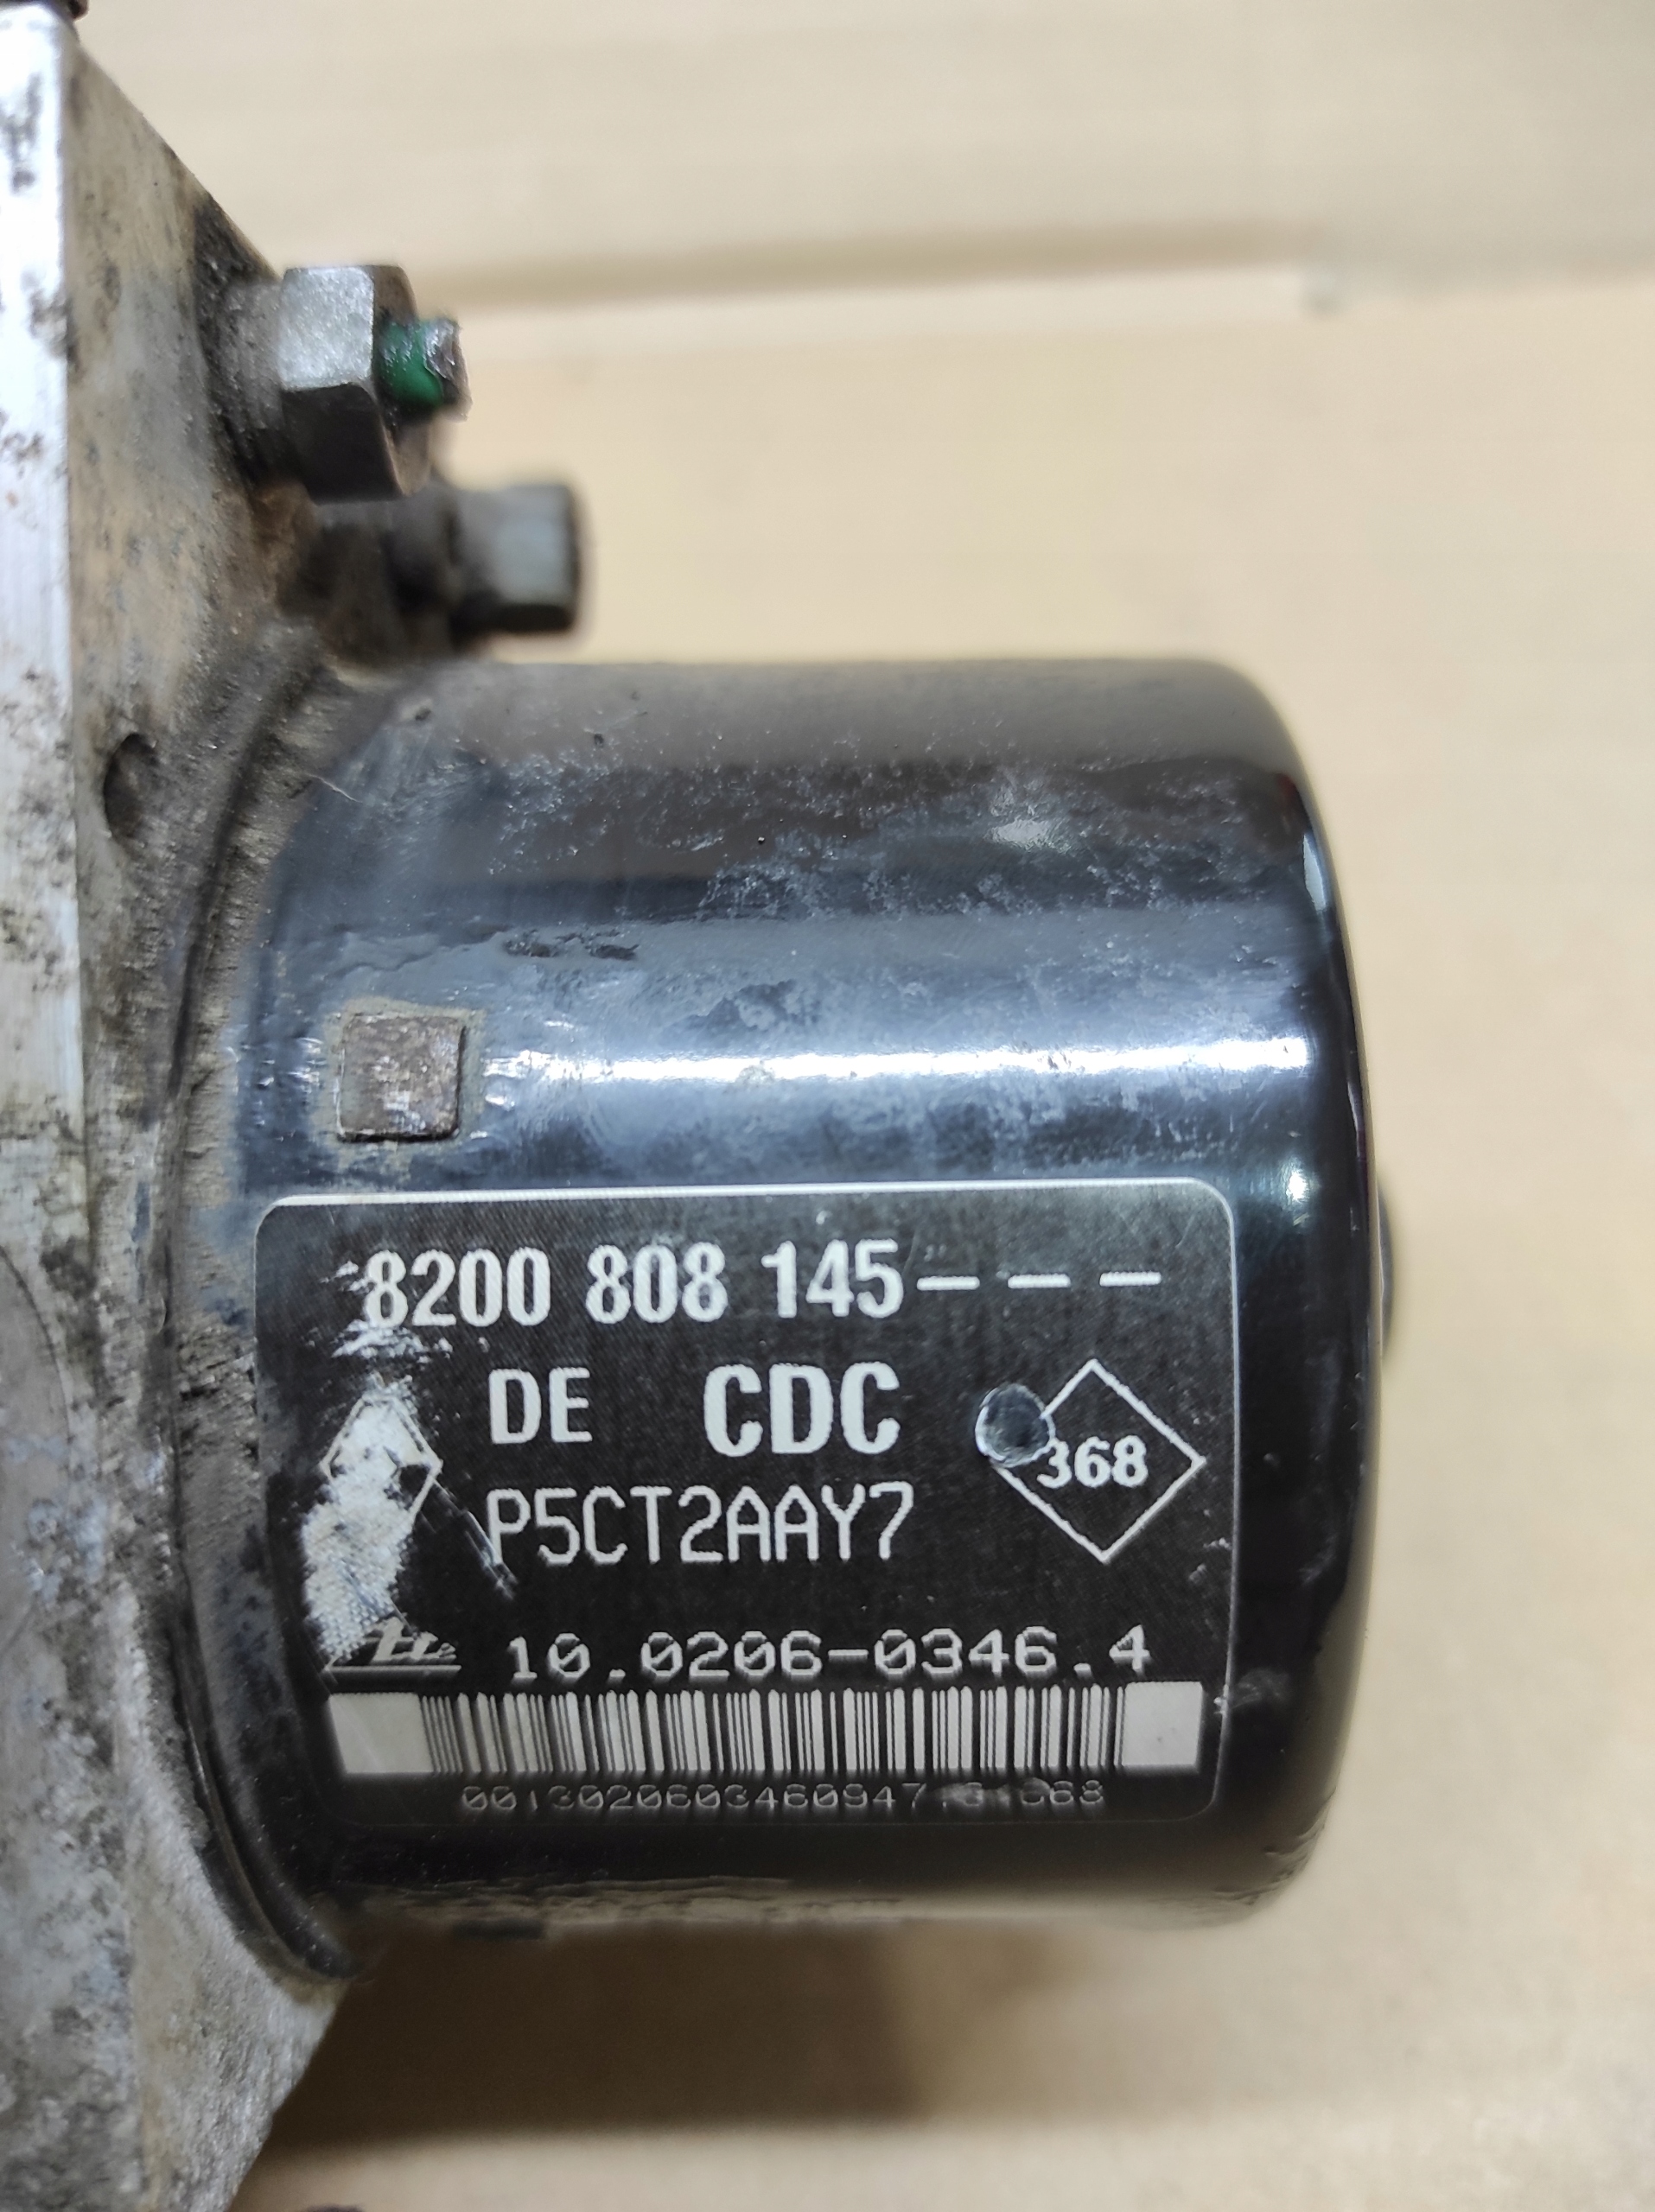 8200 808 145---
DE CDC
368
P5CT2AAY7
10.0206-0346.4